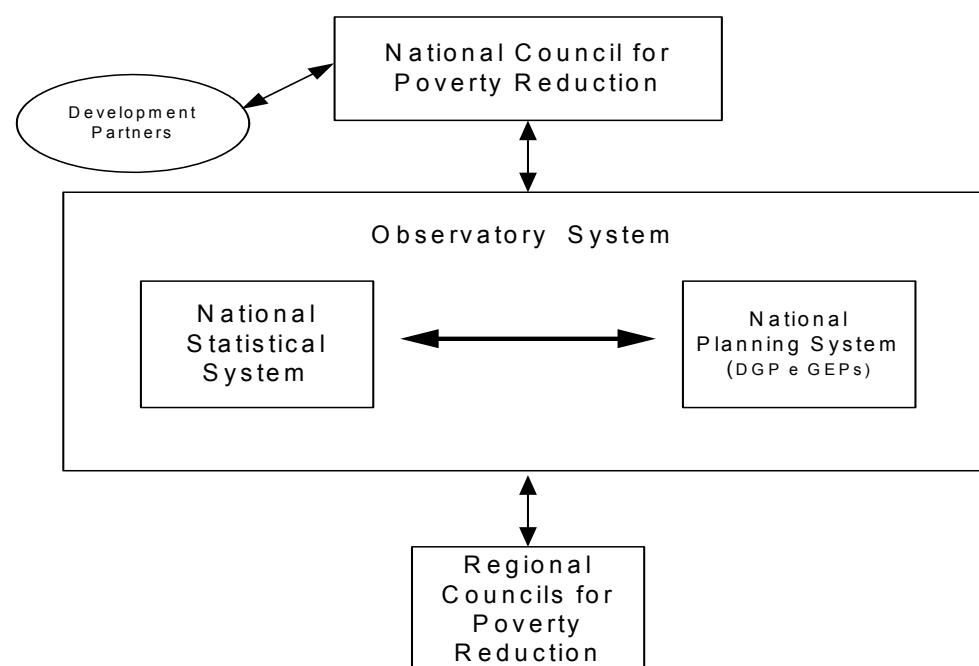 National Council for
Poverty Reduction
Development
Partners
Observatory System
National
Statistical
System
National
Planning System
(DGP e GEPs)
Regional
Councils for
Poverty
Reduction